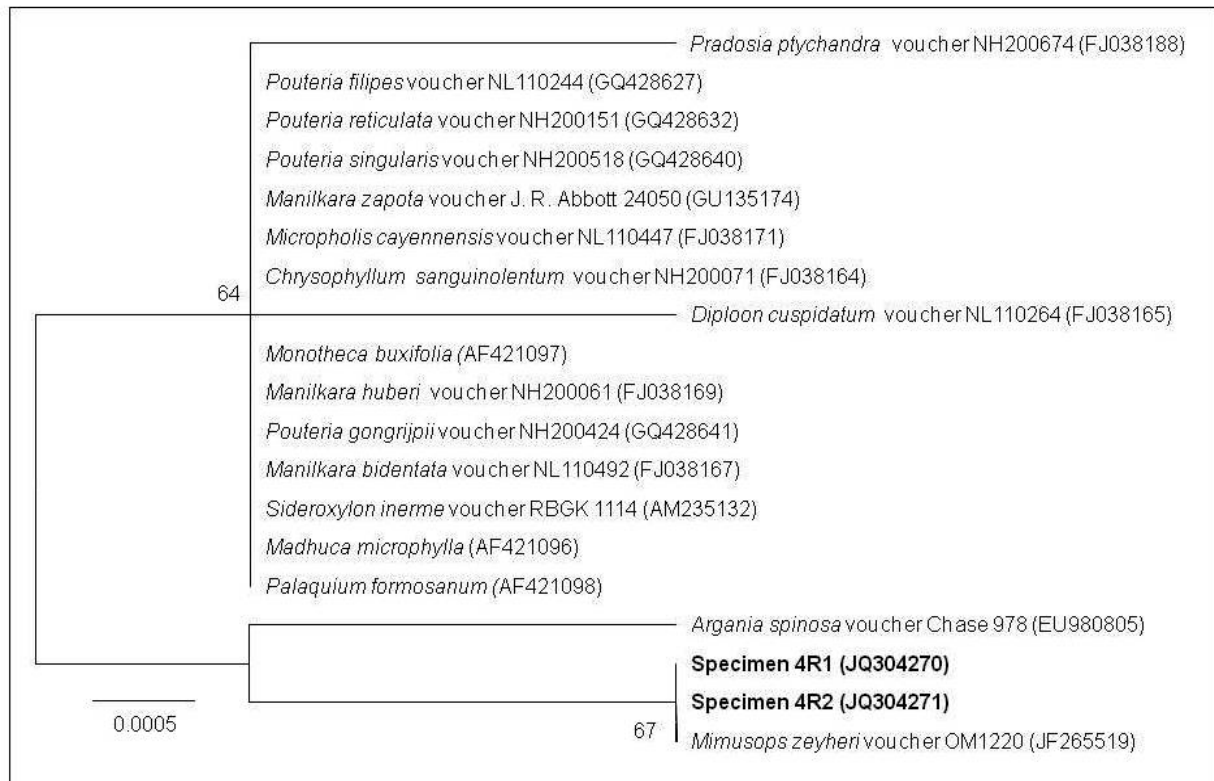 Pradosia ptychandra voucher NH200674 (FJ038188)
Pouteria filipes voucher NL110244 (GQ428627)
Pouteria reticulata voucher NH200151 (GQ428632)
Pouteria singularis voucher NH200518 (GQ428640)
Manilkara zapota voucher J. R. Abbott 24050 (GU135174)
Micropholis cayennensis voucher NL110447 (FJ038171)
Chrysophyllum sanguinolentum voucher NH200071 (FJ038164)
64
Diploon cuspidatum voucher NL110264 (FJ038165)
Monotheca buxifolia (AF421097)
Manilkara huberi voucher NH200061 (FJ038169)
Pouteria gongrijpii voucher NH200424 (GQ428641)
Manilkara bidentata voucher NL110492 (FJ038167)
Sideroxylon inerme voucher RBGK 1114 (AM235132)
Madhuca microphylla (AF421096)
Palaquium formosanum (AF421098)
Argania spinosa voucher Chase 978 (EU980805)
Specimen 4R1 (JQ304270)
Specimen 4R2 (JQ304271)
67
Mimusops zeyheri voucher OM1220 (JF265519)
0.0005